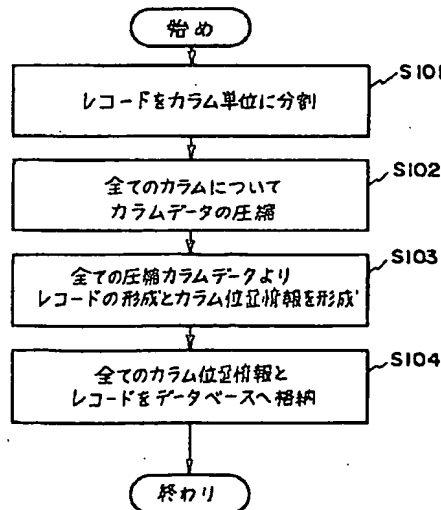 始め
S101
レコードをカラム単位に分割
S102
全てのカラムについて
カラムデータの圧縮
S103
全ての圧縮カラムデータより
レコードの形成とカラム位置情報を形成
S104
全てのカラム位置情報と
レコードをデータベースへ格納
終わり